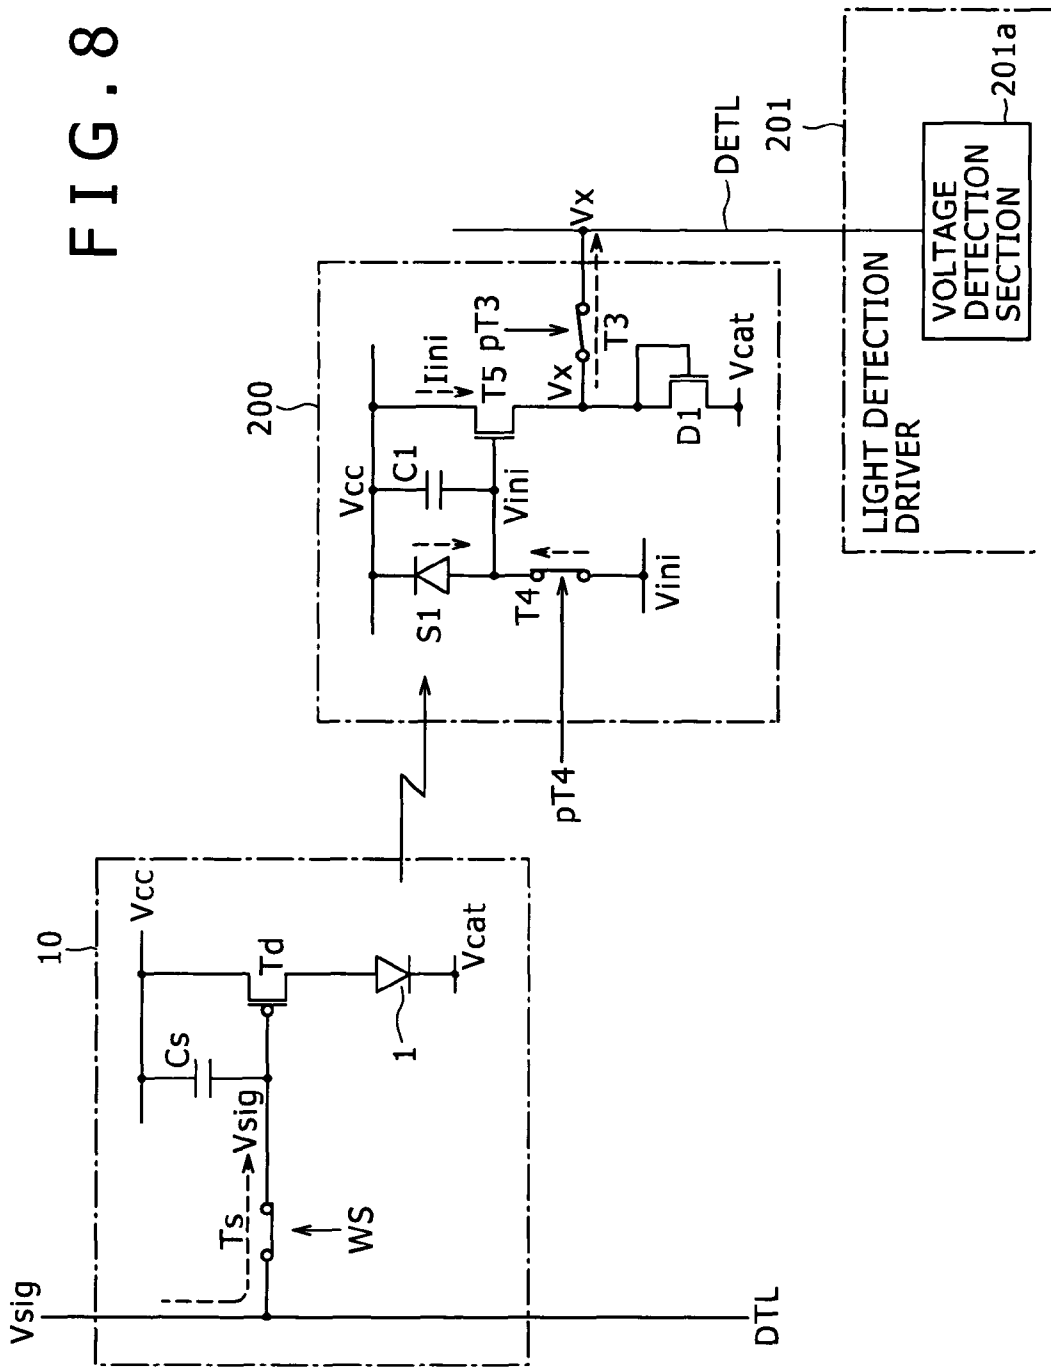 FIG.8
Vsig
Ts
Vsig
WS
DTL
10
Cs
Vcc
Td
1
Vcat
200
Vcc
C1
S1
Vini
T4
pT4
Vini
Iini
T5
pT3
Vx
T3
Vx
D1
Vcat
DETL
201
LIGHT DETECTION
DRIVER
VOLTAGE
DETECTION
SECTION
201a